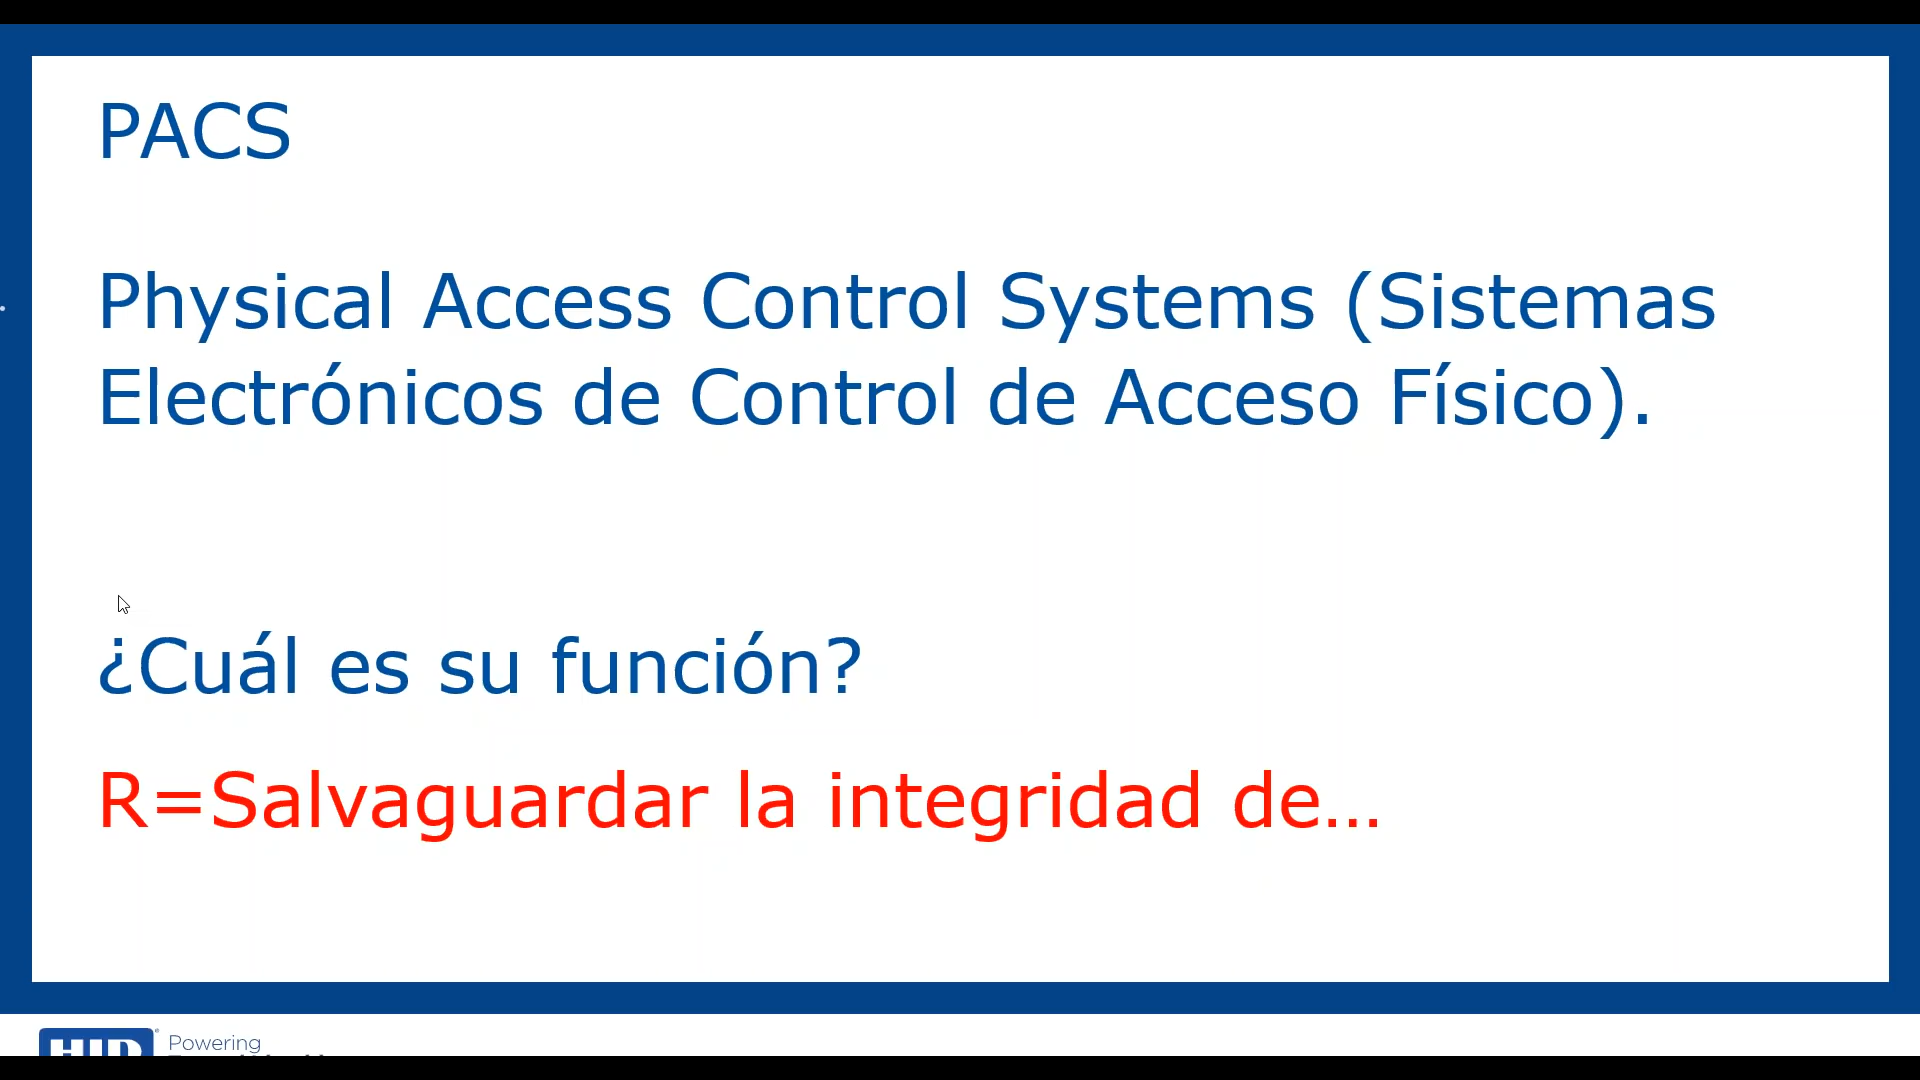 PACS
Physical Access Control Systems (Sistemas
Electrónicos de Control de Acceso Físico).
¿Cuál es su función?
R=Salvaguardar la integridad de...
HID
Powering